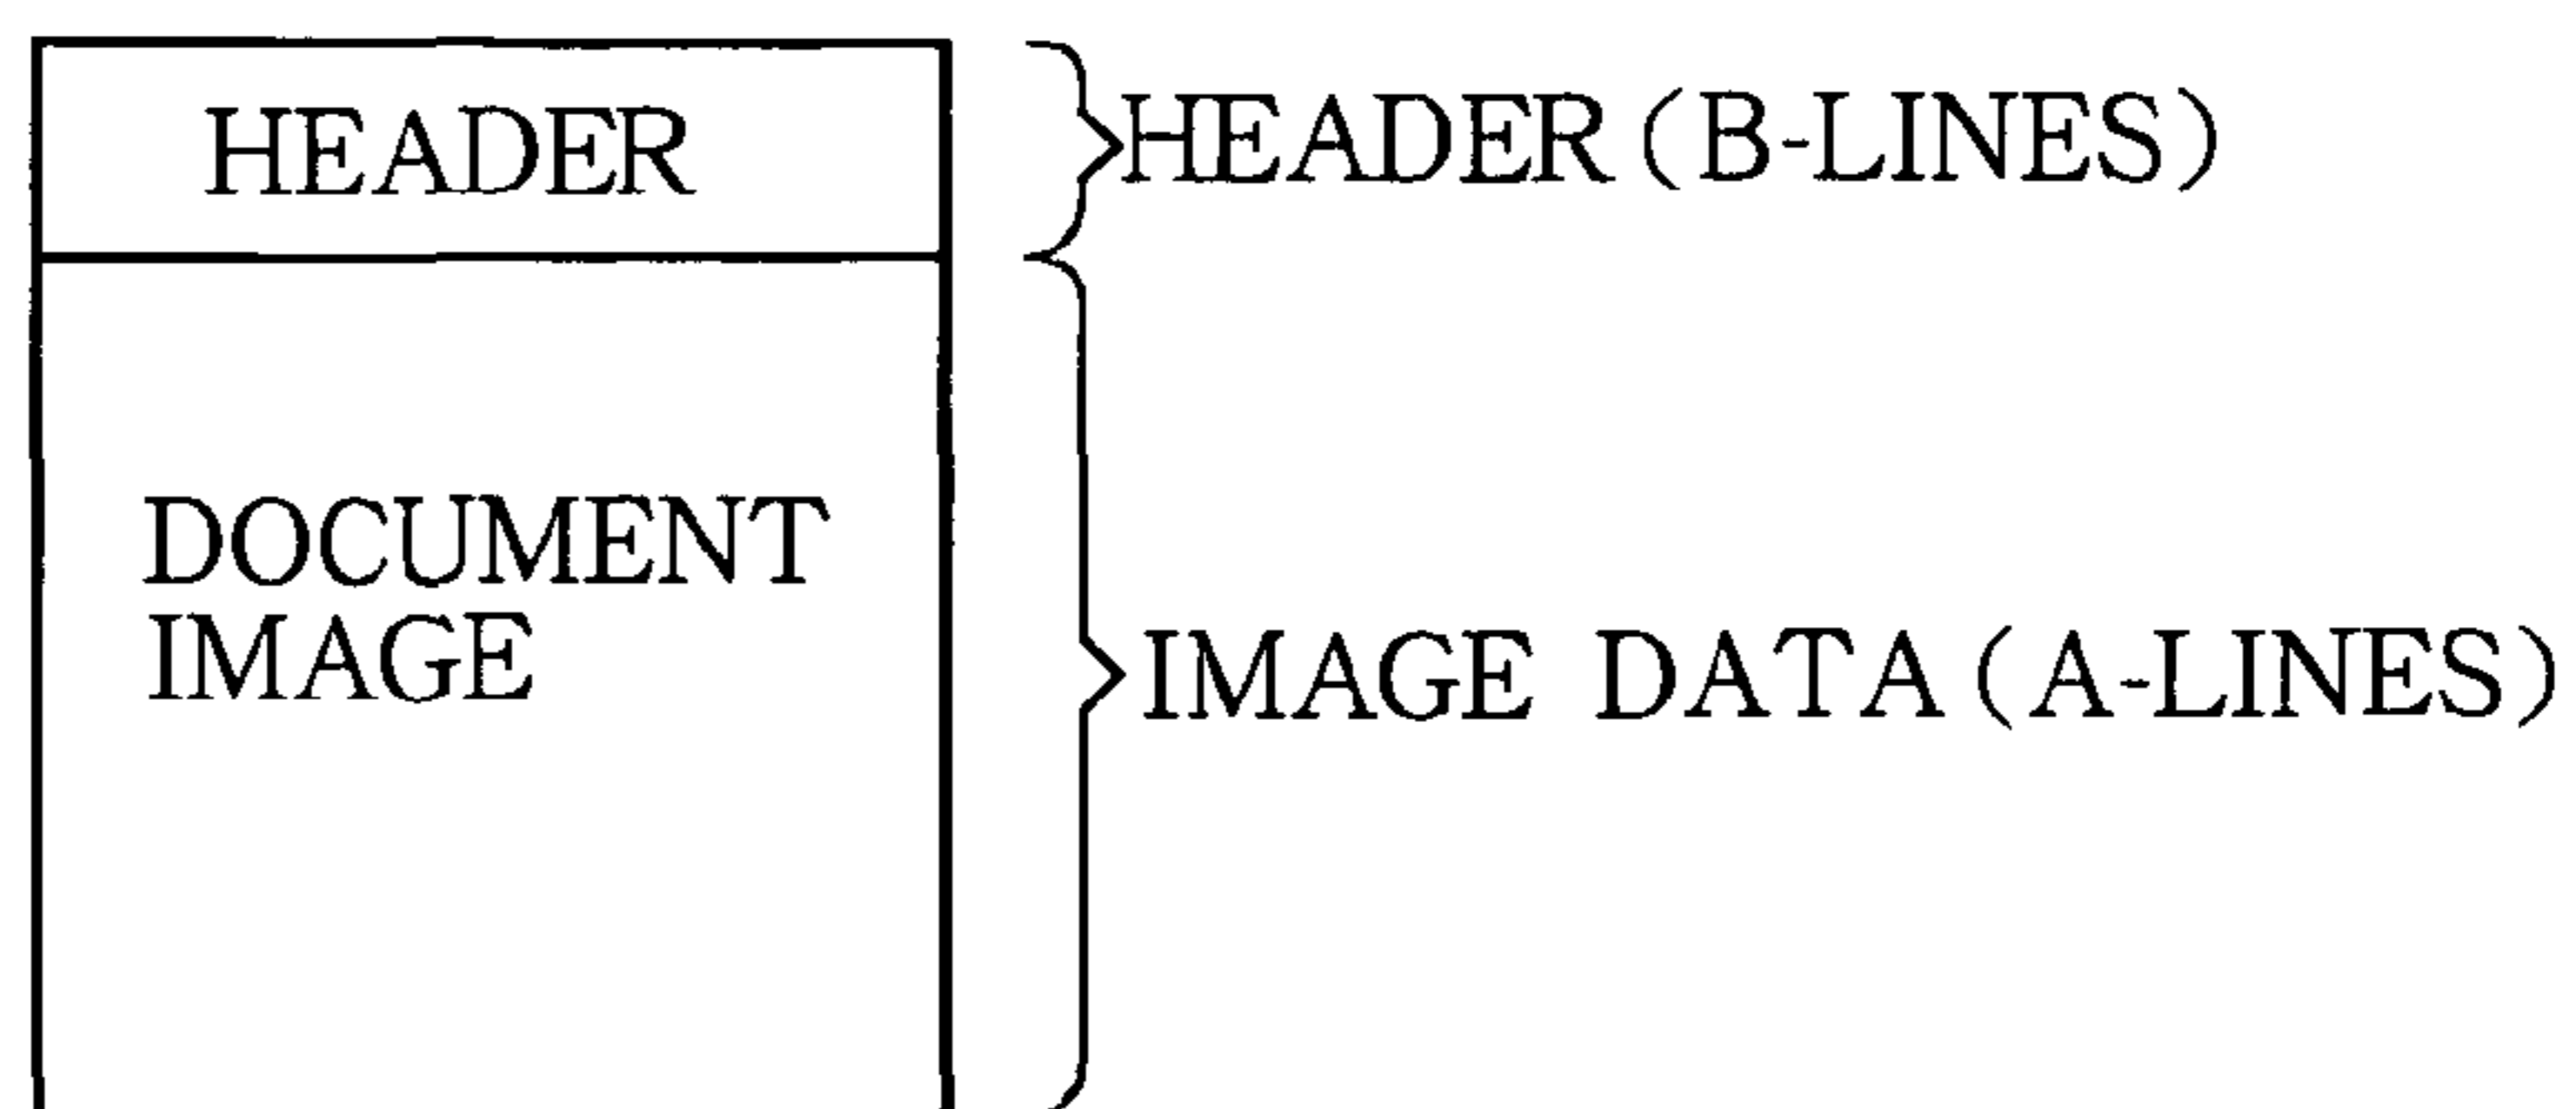 HEADER
HEADER (B-LINES)
DOCUMENT
IMAGE
IMAGE DATA (A-LINES)